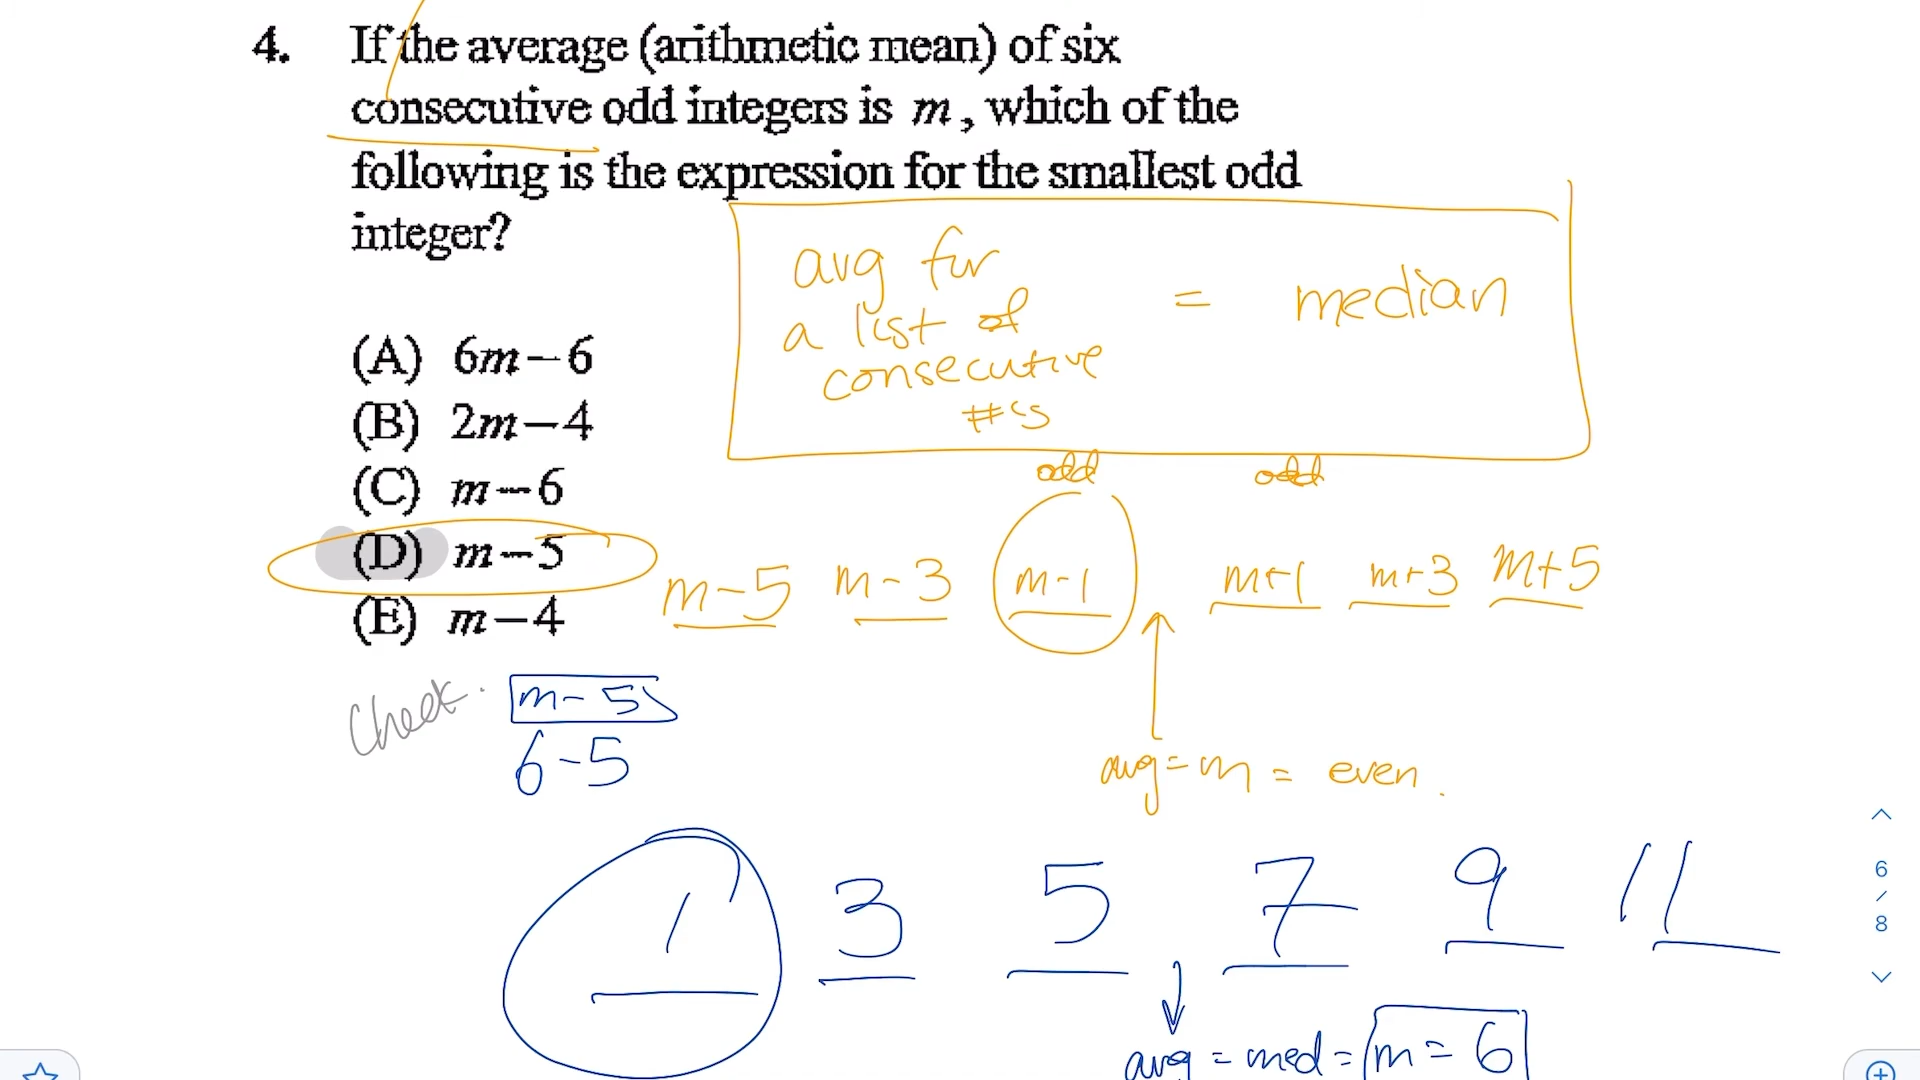 4. If the average (arithmetic mean) of six
consecutive odd integers is m, which of the
following is the expression for the smallest odd
integer?
avg for
a list of
consecutive
#'s
= median
(A) 6m − 6
(B) 2m − 4
(C) m − 6
(D) m − 5
(E) m − 4
odd odd
m-5 m-3 m-1 m+1 m+3 m+5
Check. m-5
6-5
avg = m = even.
1 3 5 7 9 11
avg = med = m = 6
6
/
8